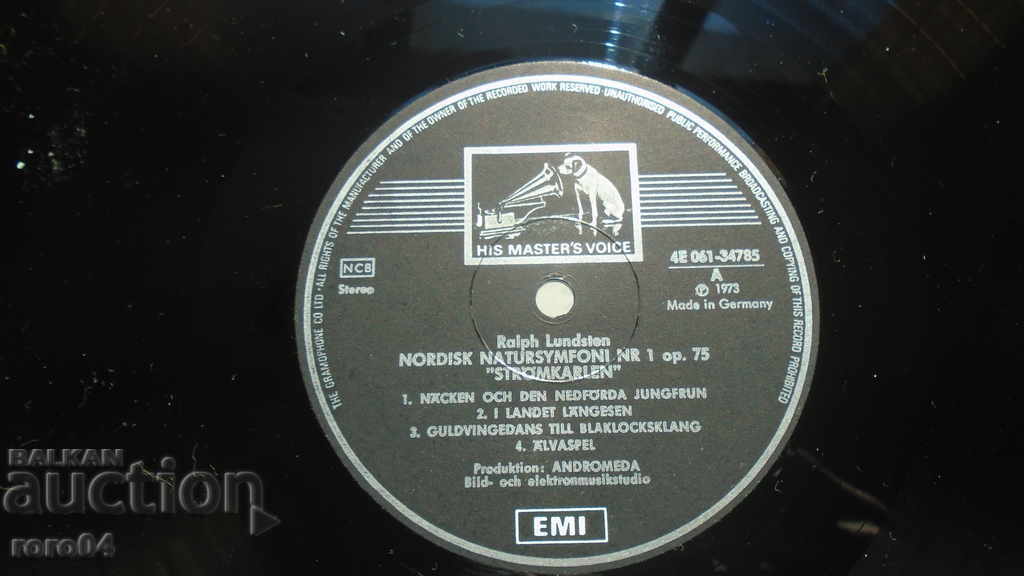 THE GRAMOPHONE CO LTD · ALL RIGHTS OF THE MANUFACTURER AND OF THE OWNER OF THE RECORDED WORK RESERVED UNAUTHORISED PUBLIC PERFORMANCE BROADCASTING AND COPYING OF THIS RECORD PROHIBITED
HIS MASTER'S VOICE
NCB
Stereo
4E 061-34785
A
℗ 1973
Made in Germany
Ralph Lundsten
NORDISK NATURSYMFONI NR 1 op. 75
"STRÖMKARLEN"
1. NÄCKEN OCH DEN NEDFÖRDA JUNGFRUN
2. I LANDET LÄNGESEN
3. GULDVINGEDANS TILL BLAKLOCKSKLANG
4. ÄLVASPEL
Produktion: ANDROMEDA
Bild- och elektronmusikstudio
EMI
BALKAN
auction
roro04